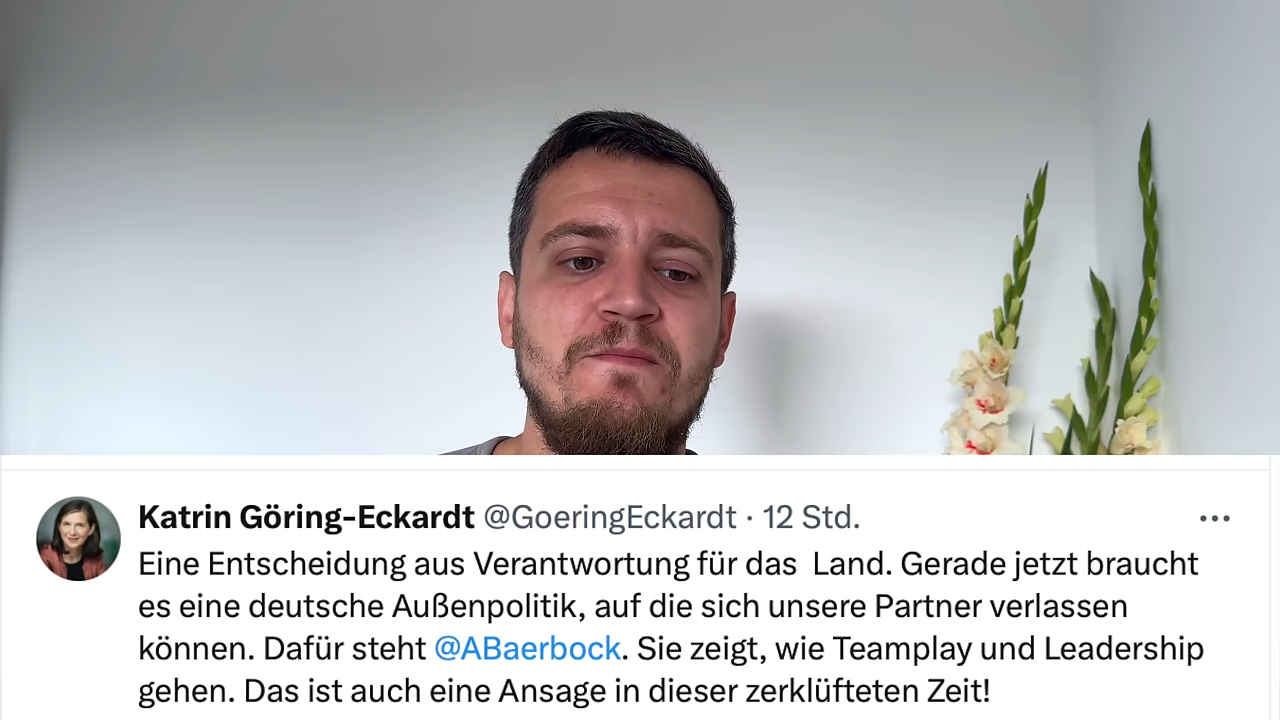 Katrin Göring-Eckardt @GoeringEckardt · 12 Std.
Eine Entscheidung aus Verantwortung für das  Land. Gerade jetzt braucht
es eine deutsche Außenpolitik, auf die sich unsere Partner verlassen
können. Dafür steht @ABaerbock. Sie zeigt, wie Teamplay und Leadership
gehen. Das ist auch eine Ansage in dieser zerklüfteten Zeit!